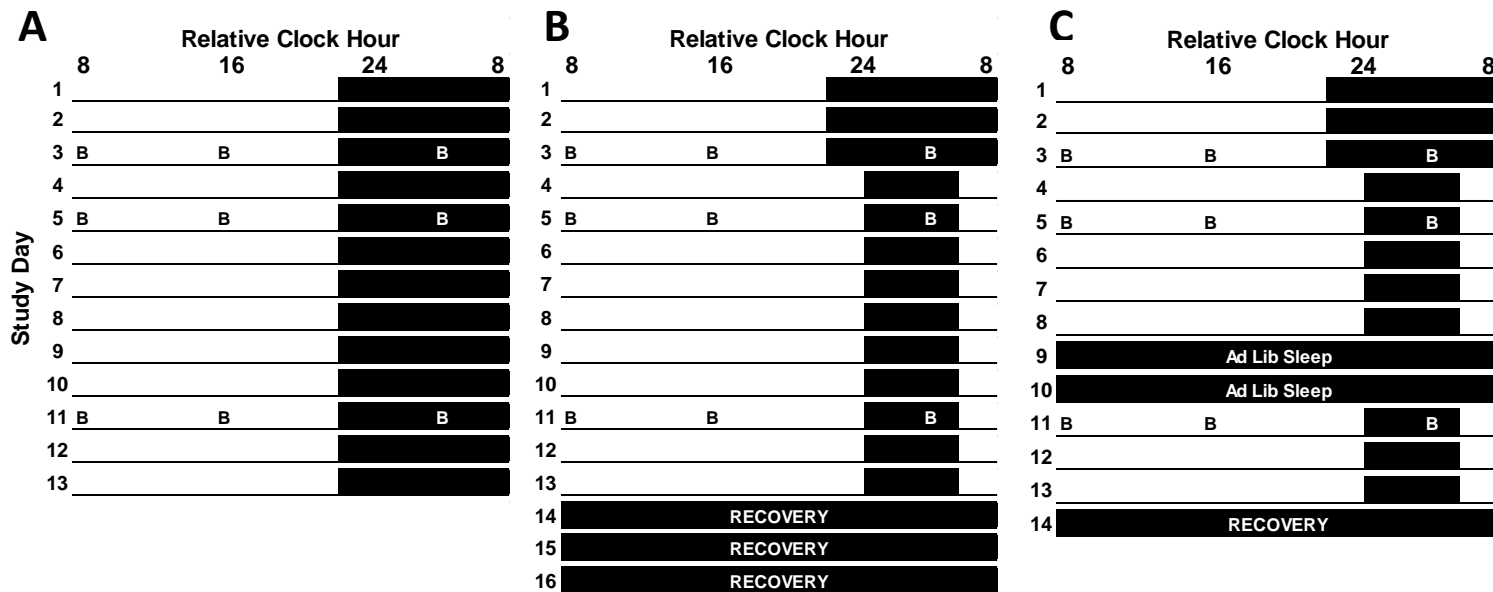 A
Relative Clock Hour
8 16 24 8
Study Day
1
2
3 B B B
4
5 B B B
6
7
8
9
10
11 B B B
12
13
B
Relative Clock Hour
8 16 24 8
1
2
3 B B B
4
5 B B B
6
7
8
9
10
11 B B B
12
13
14 RECOVERY
15 RECOVERY
16 RECOVERY
C
Relative Clock Hour
8 16 24 8
1
2
3 B B B
4
5 B B B
6
7
8
9 Ad Lib Sleep
10 Ad Lib Sleep
11 B B B
12
13
14 RECOVERY